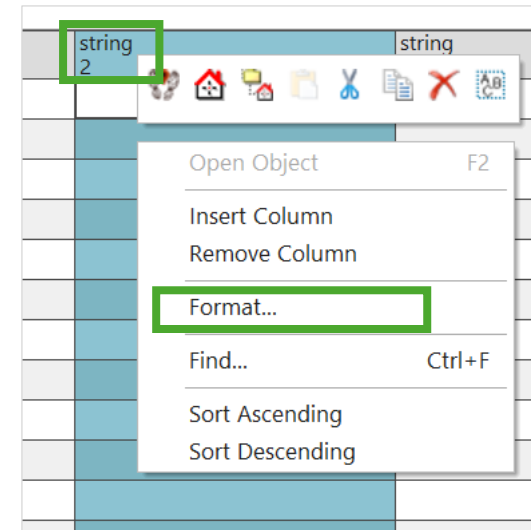 string
2
string
A.B
C
Open Object F2
Insert Column
Remove Column
Format...
Find... Ctrl+F
Sort Ascending
Sort Descending